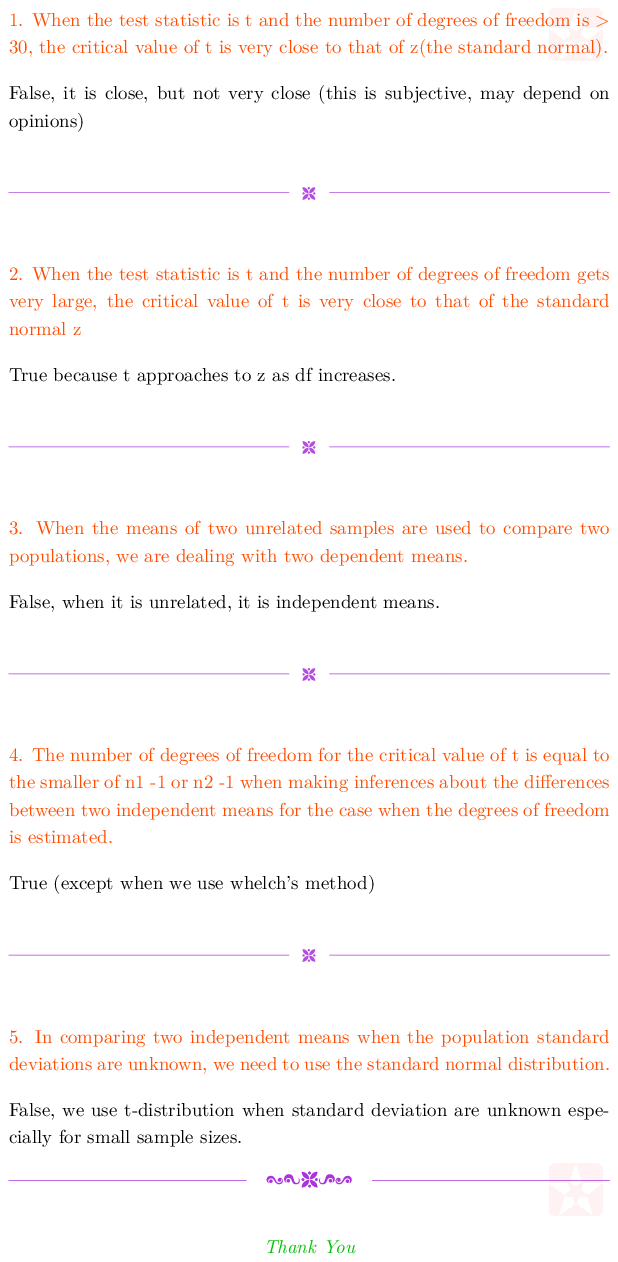 1. When the test statistic is t and the number of degrees of freedom is >
30, the critical value of t is very close to that of z(the standard normal).
False, it is close, but not very close (this is subjective, may depend on
opinions)
2. When the test statistic is t and the number of degrees of freedom gets
very large, the critical value of t is very close to that of the standard
normal z
True because t approaches to z as df increases.
3. When the means of two unrelated samples are used to compare two
populations, we are dealing with two dependent means.
False, when it is unrelated, it is independent means.
4. The number of degrees of freedom for the critical value of t is equal to
the smaller of n1 -1 or n2 -1 when making inferences about the differences
between two independent means for the case when the degrees of freedom
is estimated.
True (except when we use whelch's method)
5. In comparing two independent means when the population standard
deviations are unknown, we need to use the standard normal distribution.
False, we use t-distribution when standard deviation are unknown espe-
cially for small sample sizes.
Thank You